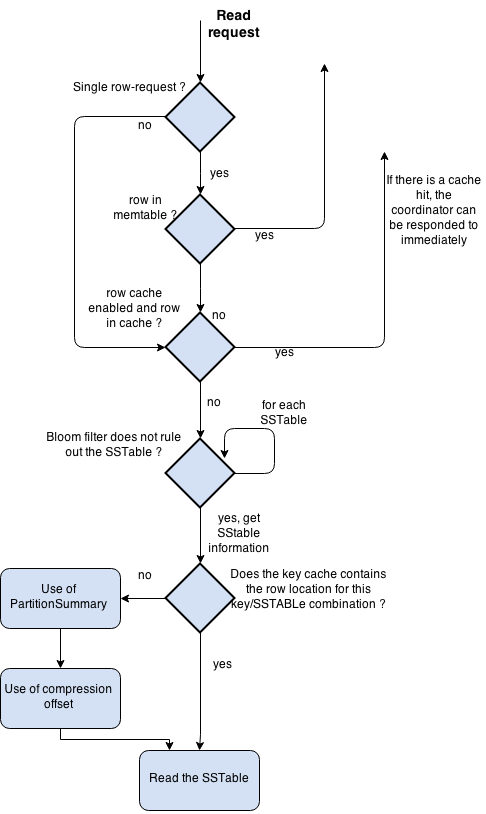 Read
request
Single row-request ?
no
yes
row in
memtable ?
yes
If there is a cache
hit, the
coordinator can
be responded to
immediately
row cache
enabled and row
in cache ?
no
yes
no
for each
SSTable
Bloom filter does not rule
out the SSTable ?
yes, get
SStable
information
no
Does the key cache contains
the row location for this
key/SSTABLe combination ?
Use of
PartitionSummary
yes
Use of compression
offset
Read the SSTable